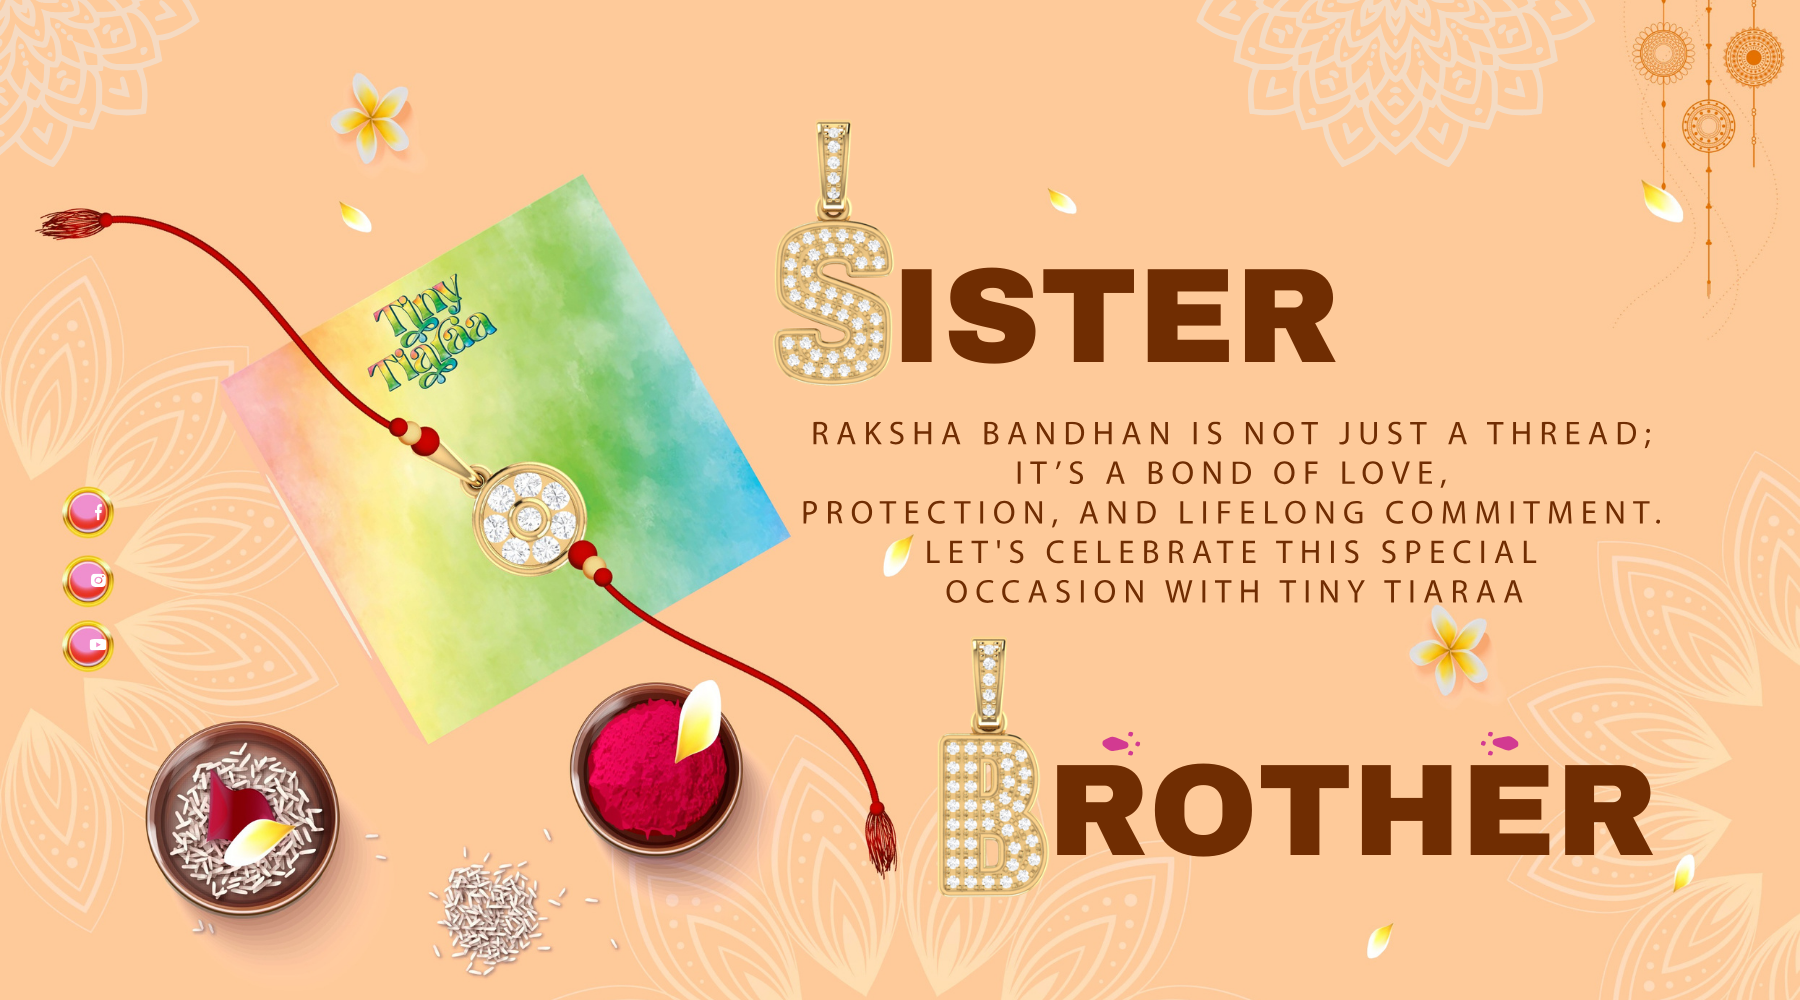 Tiny
Tiaraa
SISTER
RAKSHA BANDHAN IS NOT JUST A THREAD;
IT’S A BOND OF LOVE,
PROTECTION, AND LIFELONG COMMITMENT.
LET'S CELEBRATE THIS SPECIAL
OCCASION WITH TINY TIARAA
BROTHER